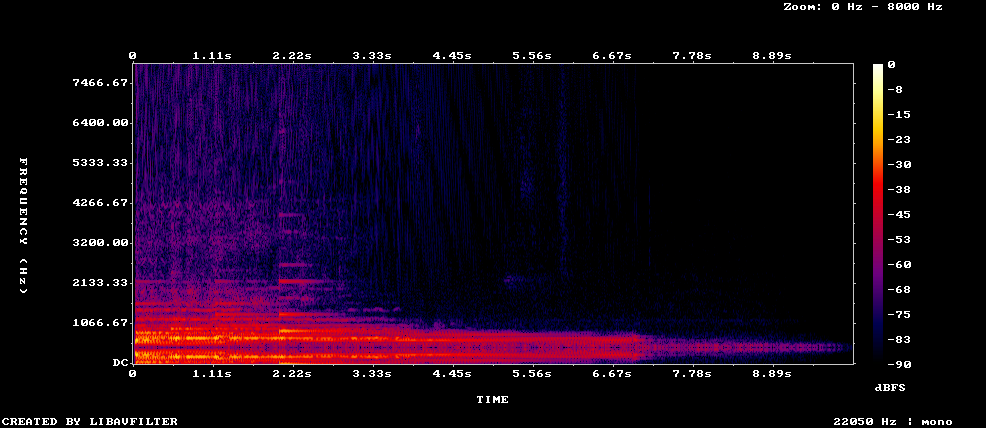 Zoom: 0 Hz - 8000 Hz
0 1.11s 2.22s 3.33s 4.45s 5.56s 6.67s 7.78s 8.89s
7466.67
6400.00
5333.33
4266.67
3200.00
2133.33
1066.67
DC
FREQUENCY (Hz)
0 1.11s 2.22s 3.33s 4.45s 5.56s 6.67s 7.78s 8.89s
TIME
0
-8
-15
-23
-30
-38
-45
-53
-60
-68
-75
-83
-90
dBFS
CREATED BY LIBAVFILTER
22050 Hz | mono